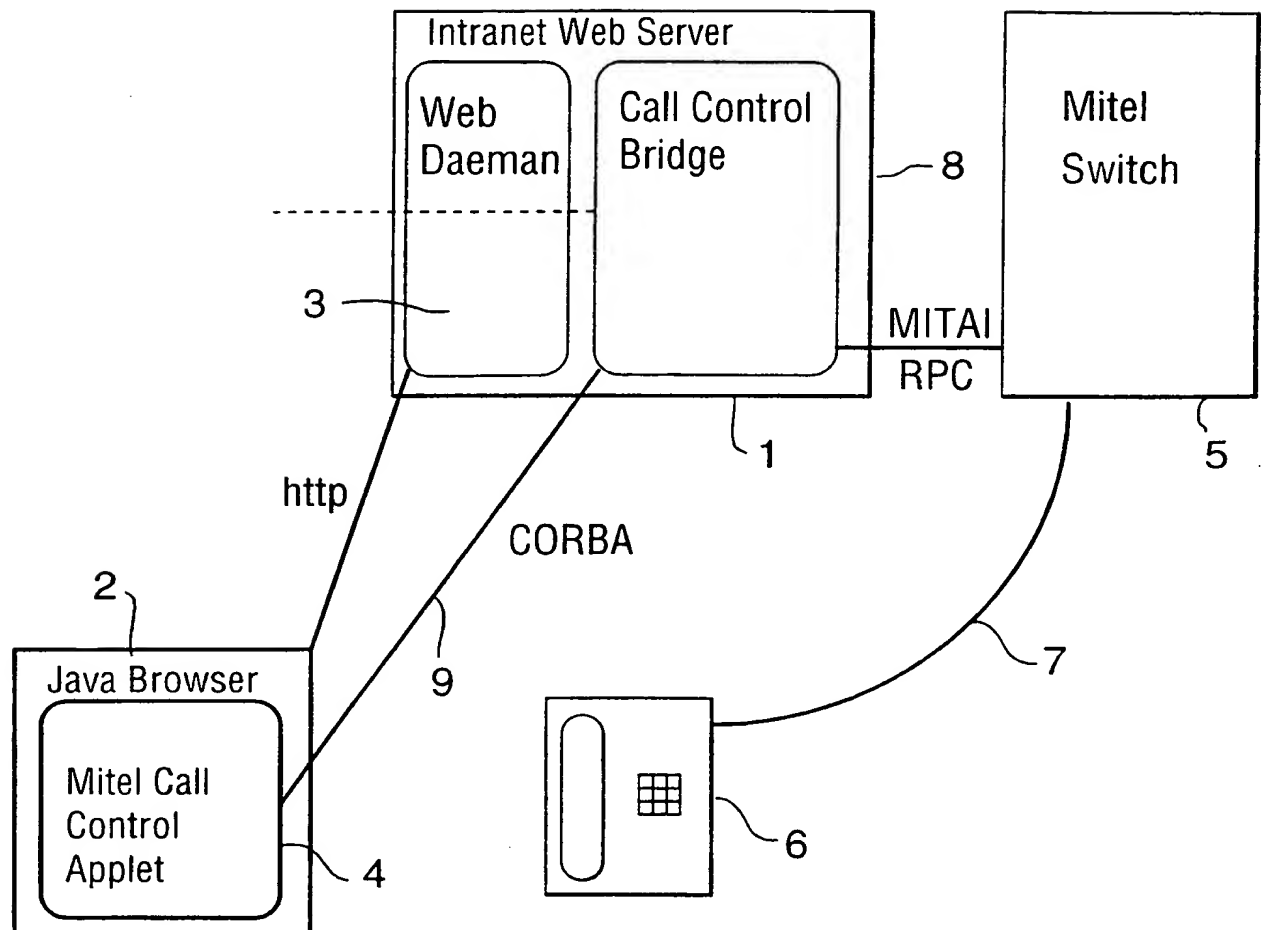 Intranet Web Server
Web
Daeman
Call Control
Bridge
Mitel
Switch
8
3
MITAI
RPC
1
5
http
CORBA
2
9
7
Java Browser
Mitel Call
Control
Applet
4
6